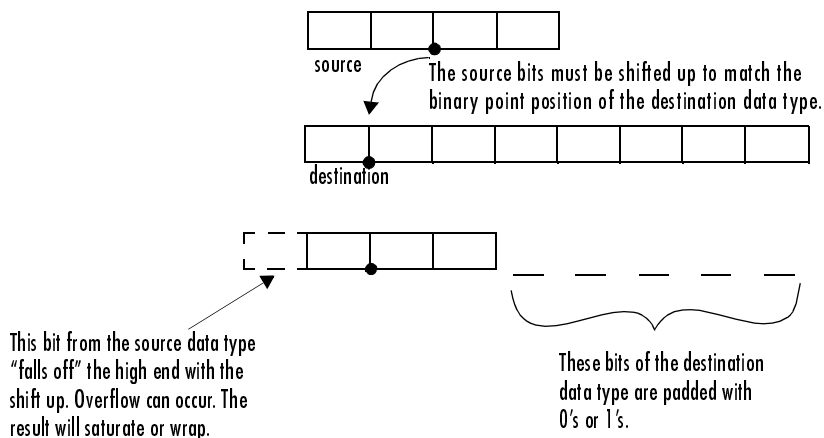 source
The source bits must be shifted up to match the
binary point position of the destination data type.
destination
This bit from the source data type
“falls off” the high end with the
shift up. Overflow can occur. The
result will saturate or wrap.
These bits of the destination
data type are padded with
0's or 1's.